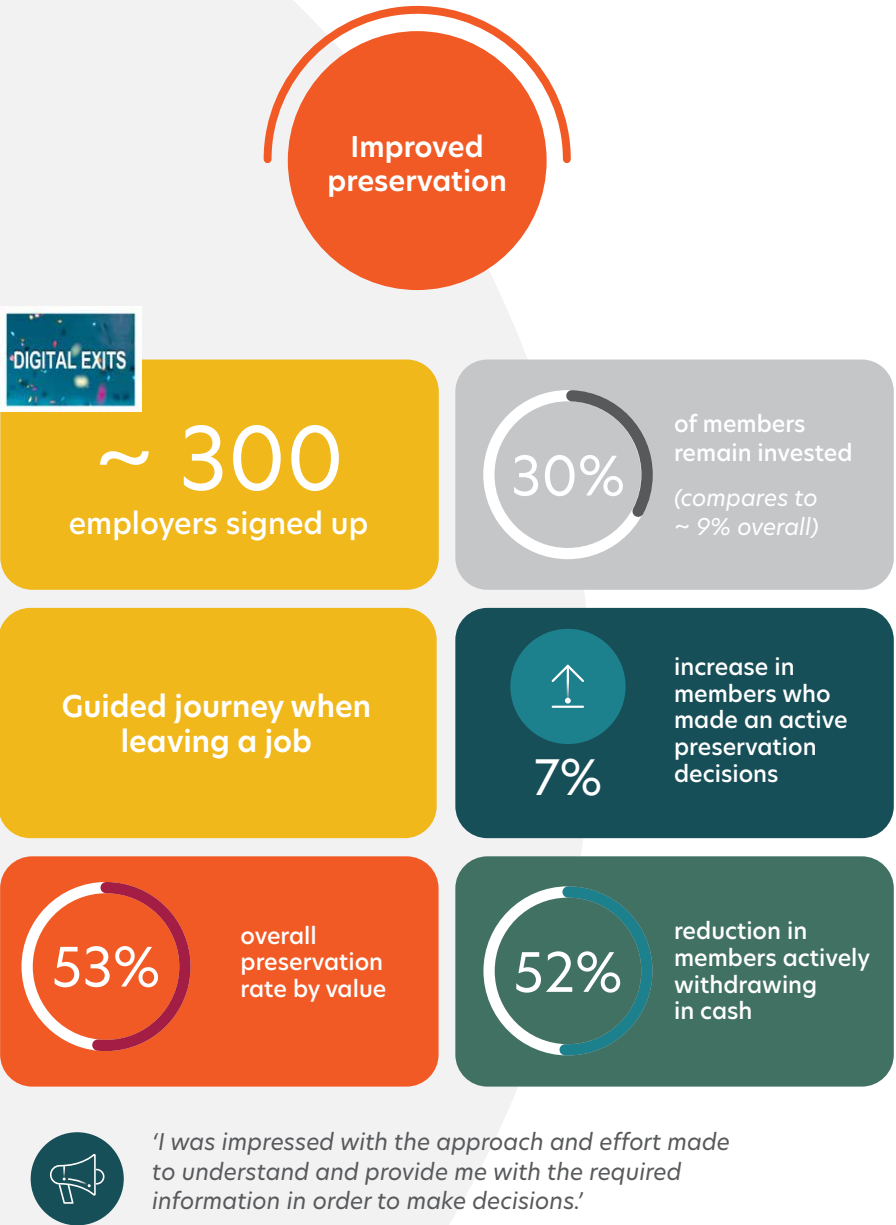 Improved
preservation
DIGITAL EXITS
~ 300
employers signed up
30%
of members
remain invested
(compares to
~ 9% overall)
Guided journey when
leaving a job
7%
increase in
members who
made an active
preservation
decisions
53%
overall
preservation
rate by value
52%
reduction in
members actively
withdrawing
in cash
‘I was impressed with the approach and effort made
to understand and provide me with the required
information in order to make decisions.’